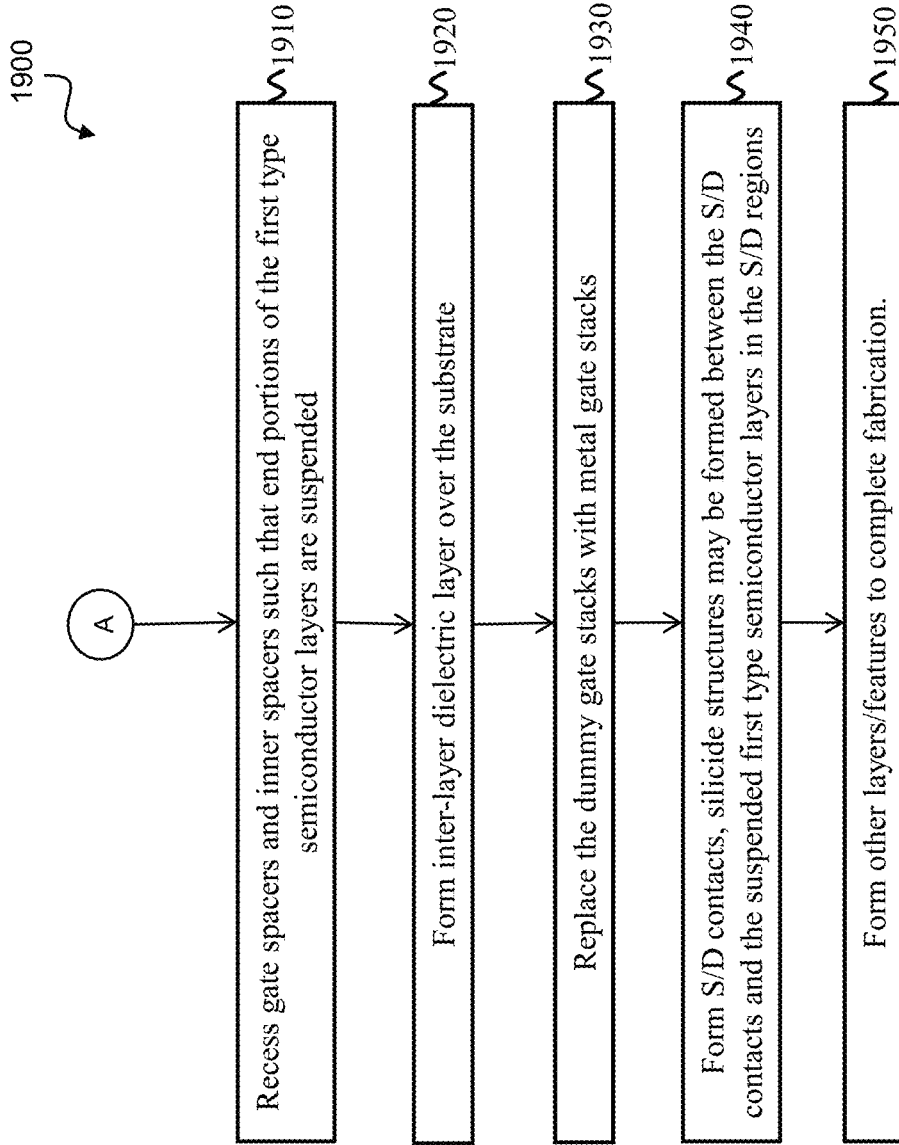 1900
A
Recess gate spacers and inner spacers such that end portions of the first type
semiconductor layers are suspended
1910
Form inter-layer dielectric layer over the substrate
1920
Replace the dummy gate stacks with metal gate stacks
1930
Form S/D contacts, silicide structures may be formed between the S/D
contacts and the suspended first type semiconductor layers in the S/D regions
1940
Form other layers/features to complete fabrication.
1950